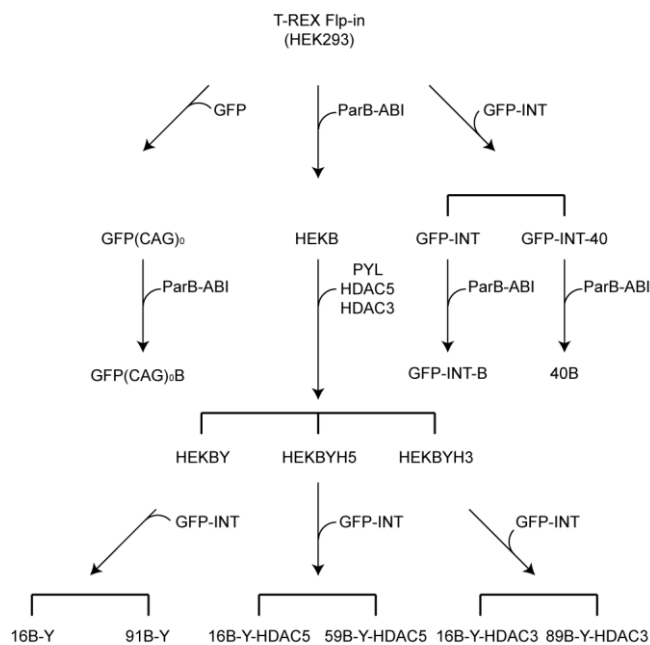 T-REX Flp-in
(HEK293)
GFP
ParB-ABI
GFP-INT
GFP(CAG)₀
HEKB
GFP-INT
GFP-INT-40
ParB-ABI
PYL
HDAC5
HDAC3
ParB-ABI
ParB-ABI
GFP(CAG)₀B
GFP-INT-B
40B
HEKBY
HEKBYH5
HEKBYH3
GFP-INT
GFP-INT
GFP-INT
16B-Y
91B-Y
16B-Y-HDAC5
59B-Y-HDAC5
16B-Y-HDAC3
89B-Y-HDAC3